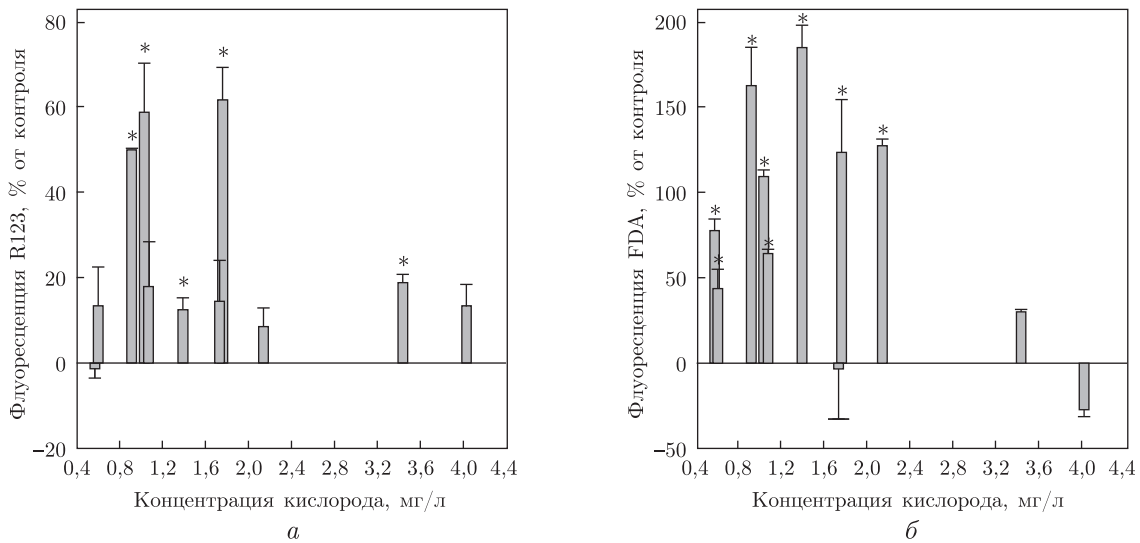 Флуоресценция R123, % от контроля
80
60
40
20
0
−20
* * * * *
0,4 0,8 1,2 1,6 2,0 2,4 2,8 3,2 3,6 4,0 4,4
Концентрация кислорода, мг/л
а
Флуоресценция FDA, % от контроля
200
150
100
50
0
−50
* * * * * * * *
0,4 0,8 1,2 1,6 2,0 2,4 2,8 3,2 3,6 4,0 4,4
Концентрация кислорода, мг/л
б